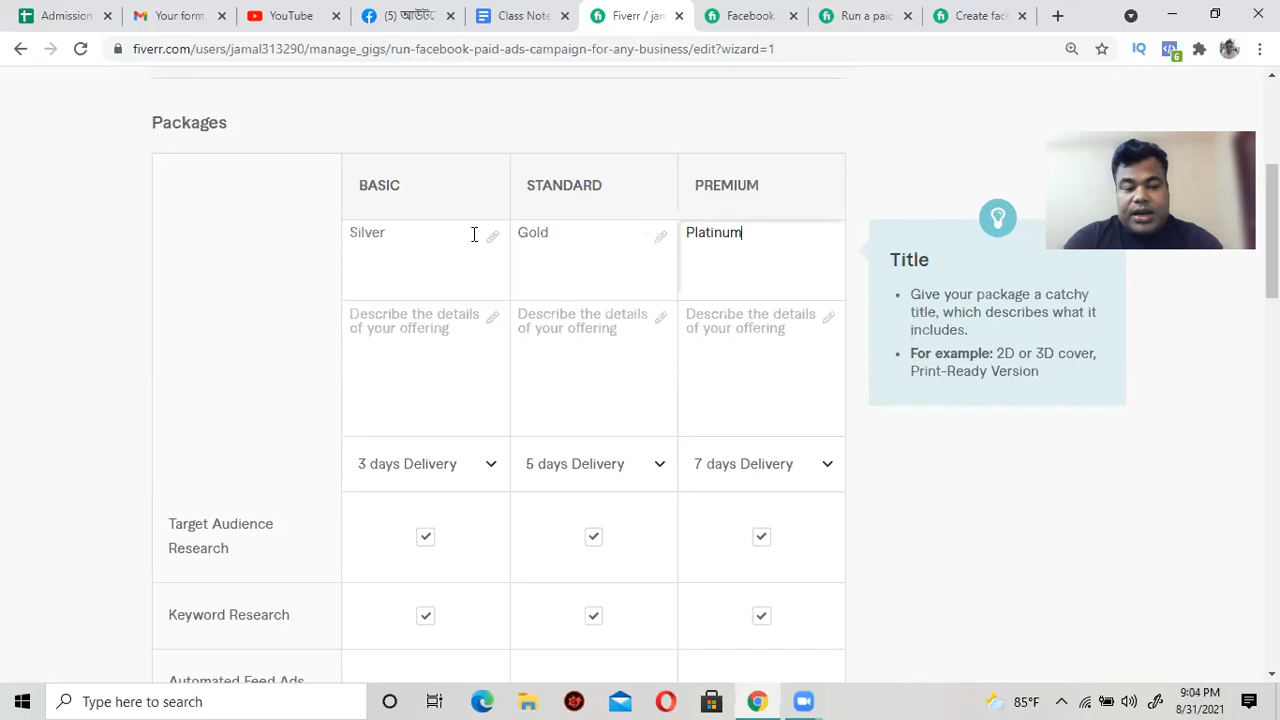 Administration
Your form
YouTube
Class Note
Fiverr / jam
Facebook
Run a paid
Create face
fiverr.com/users/jamal313290/manage_gigs/run-facebook-paid-ads-campaign-for-any-business/edit?wizard=1
IQ
6
Packages
BASIC STANDARD PREMIUM
Silver Gold Platinum
Describe the details Describe the details Describe the details
of your offering of your offering of your offering
3 days Delivery 5 days Delivery 7 days Delivery
Target Audience
Research
Keyword Research
Automated Feed Ads
Title
• Give your package a catchy
title, which describes what it
includes.
• For example: 2D or 3D cover,
Print-Ready Version
Type here to search
85°F
9:04 PM
8/31/2021